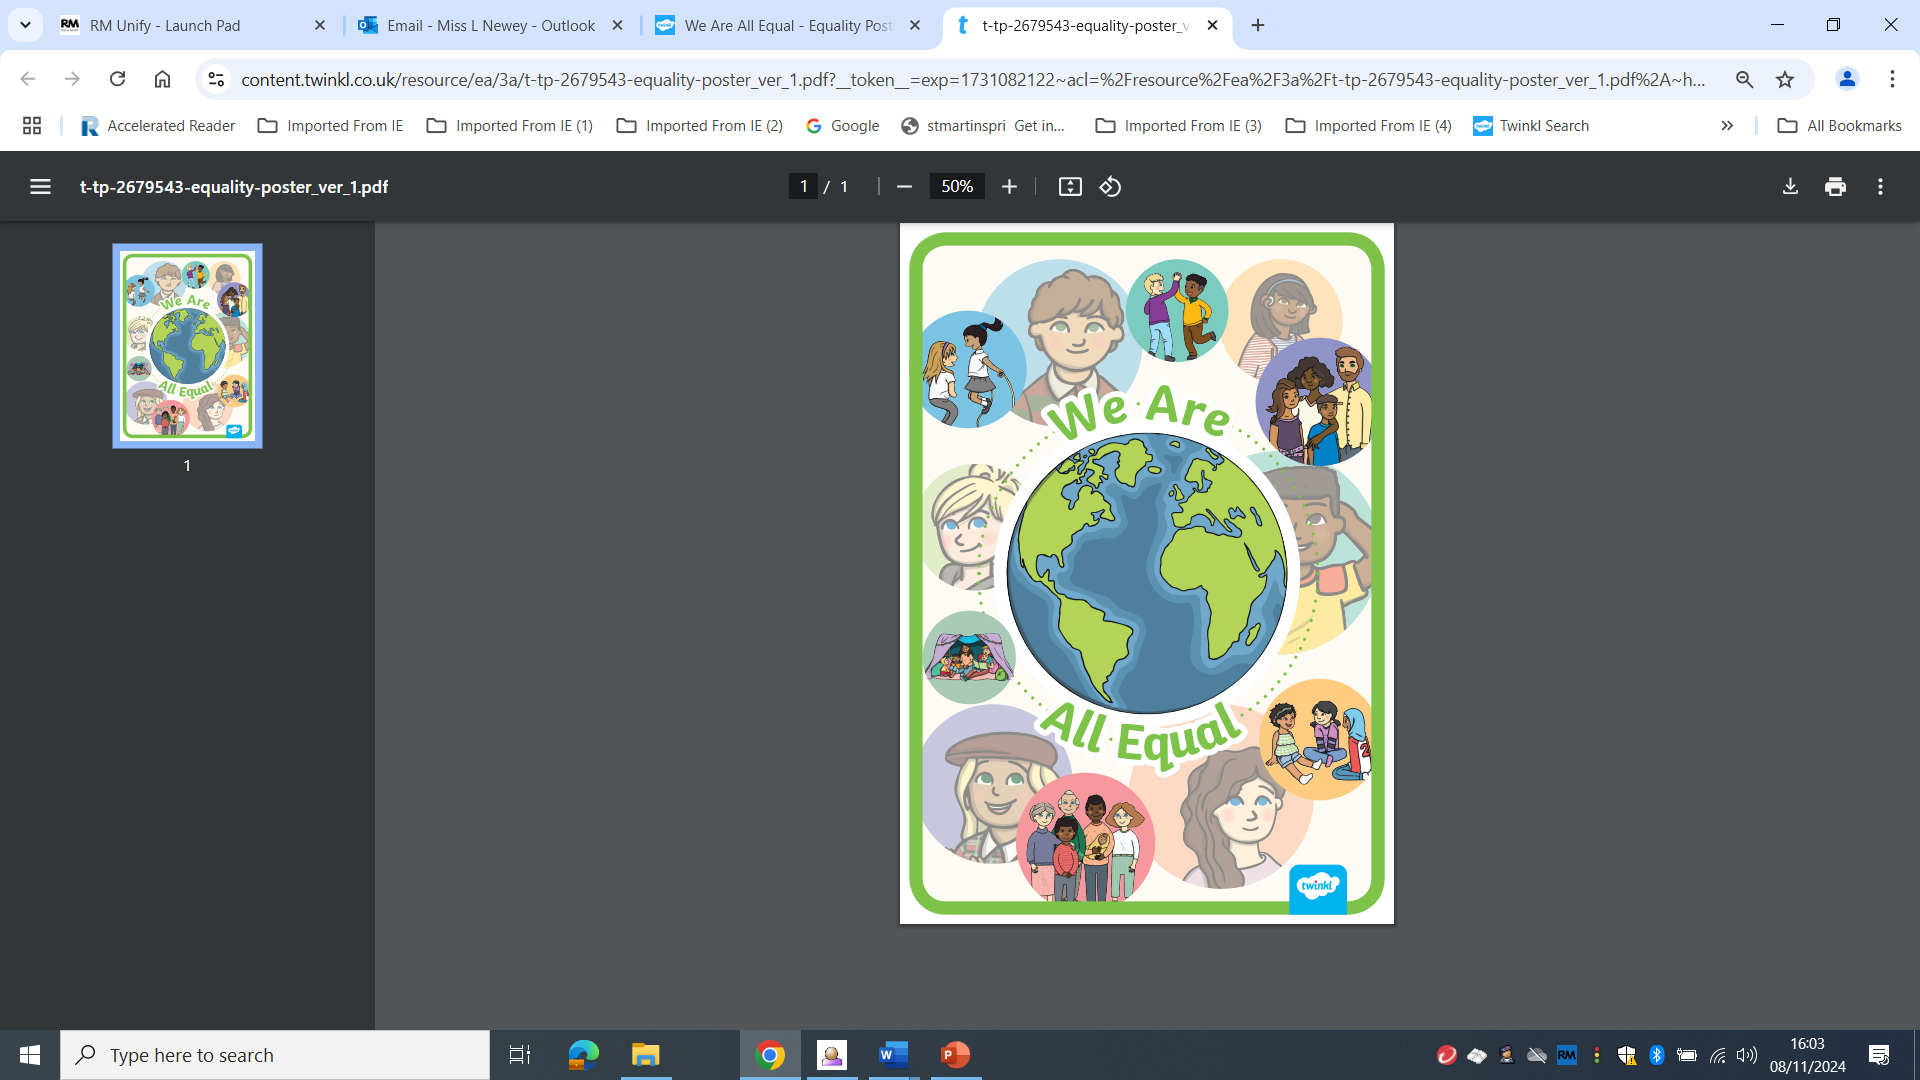 RM Unify - Launch Pad
Email - Miss L Newey - Outlook
We Are All Equal - Equality Post
t-tp-2679543-equality-poster_v
content.twinkl.co.uk/resource/ea/3a/t-tp-2679543-equality-poster_ver_1.pdf?__token__=exp=1731082122~acl=%2Fresource%2Fea%2F3a%2Ft-tp-2679543-equality-poster_ver_1.pdf%2A~h...
Accelerated Reader
Imported From IE
Imported From IE (1)
Imported From IE (2)
Google
stmartinspri Get in...
Imported From IE (3)
Imported From IE (4)
Twinkl Search
All Bookmarks
t-tp-2679543-equality-poster_ver_1.pdf
1 / 1
50%
We Are
All Equal
twinkl
1
Type here to search
16:03
08/11/2024